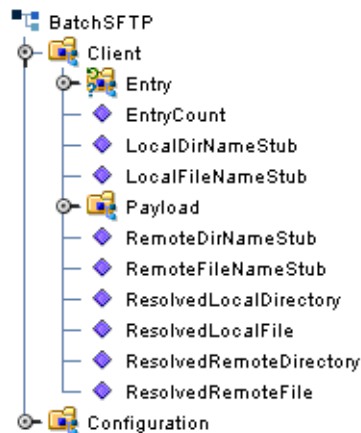 BatchSFTP
Client
Entry
EntryCount
LocalDirNameStub
LocalFileNameStub
Payload
RemoteDirNameStub
RemoteFileNameStub
ResolvedLocalDirectory
ResolvedLocalFile
ResolvedRemoteDirectory
ResolvedRemoteFile
Configuration